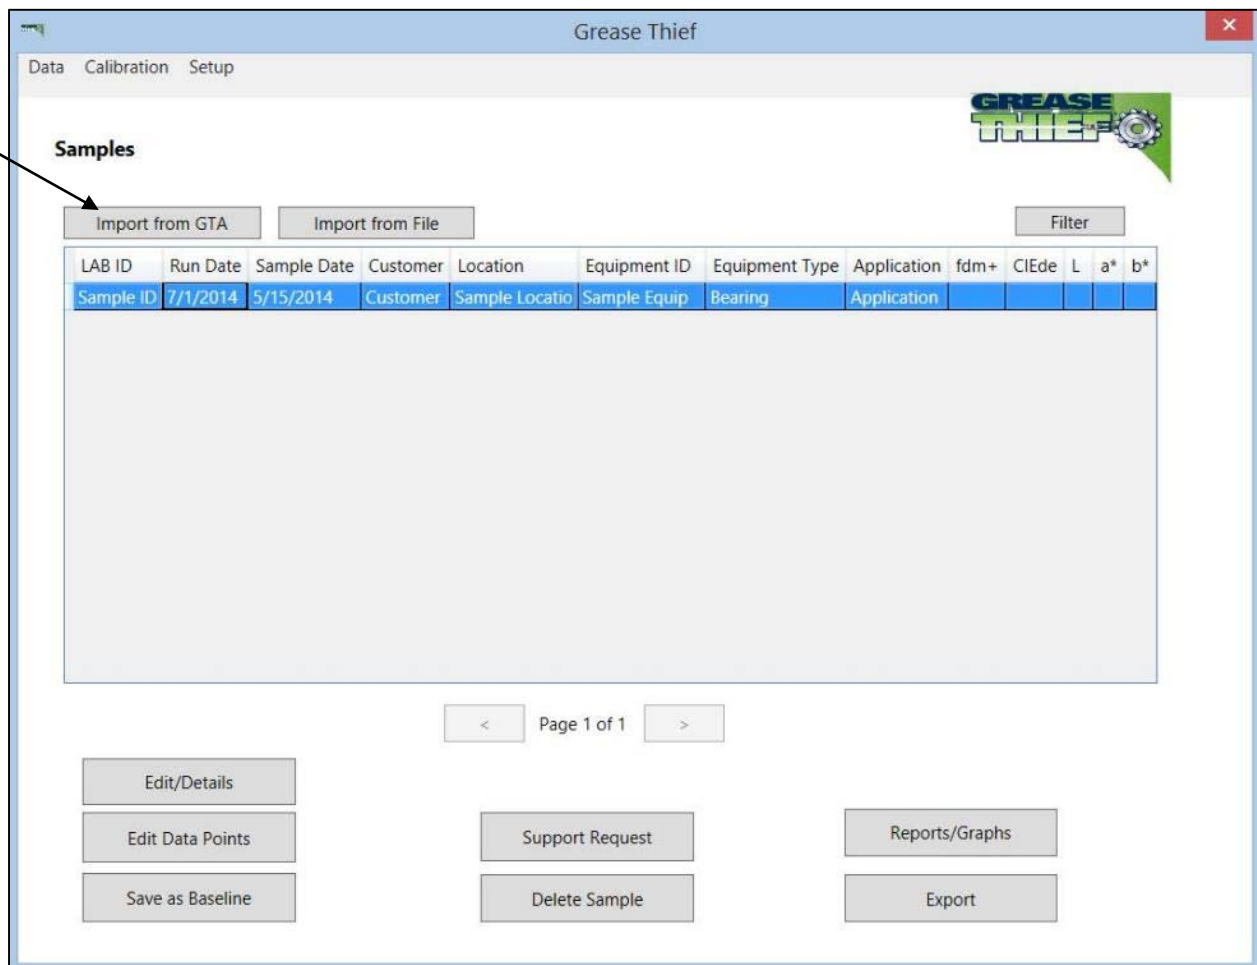 Grease Thief
Data Calibration Setup
GREASE
THIEF
Samples
Import from GTA Import from File Filter
LAB ID Run Date Sample Date Customer Location Equipment ID Equipment Type Application fdm+ CIEde L a* b*
Sample ID 7/1/2014 5/15/2014 Customer Sample Locatio Sample Equip Bearing Application
< Page 1 of 1 >
Edit/Details
Edit Data Points Support Request Reports/Graphs
Save as Baseline Delete Sample Export